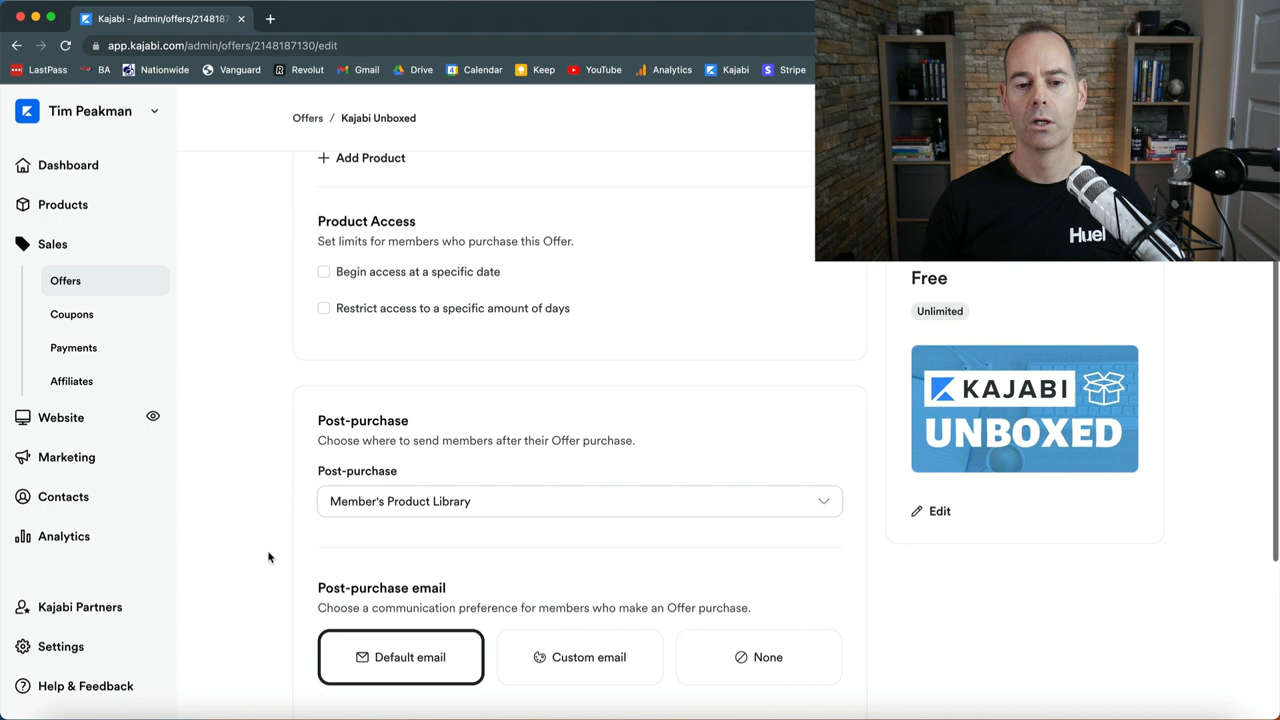 Kajabi - /admin/offers/2148187
app.kajabi.com/admin/offers/2148187130/edit
LastPass
BA
Nationwide
Vanguard
Revolut
Gmail
Drive
Calendar
Keep
YouTube
Analytics
Kajabi
Stripe
Tim Peakman
Dashboard
Products
Sales
Offers
Coupons
Payments
Affiliates
Website
Marketing
Contacts
Analytics
Kajabi Partners
Settings
Help & Feedback
Offers / Kajabi Unboxed
+ Add Product
Product Access
Set limits for members who purchase this Offer.
Begin access at a specific date
Restrict access to a specific amount of days
Post-purchase
Choose where to send members after their Offer purchase.
Post-purchase
Member's Product Library
Post-purchase email
Choose a communication preference for members who make an Offer purchase.
Default email
Custom email
None
Huel
Free
Unlimited
KAJABI
UNBOXED
Edit